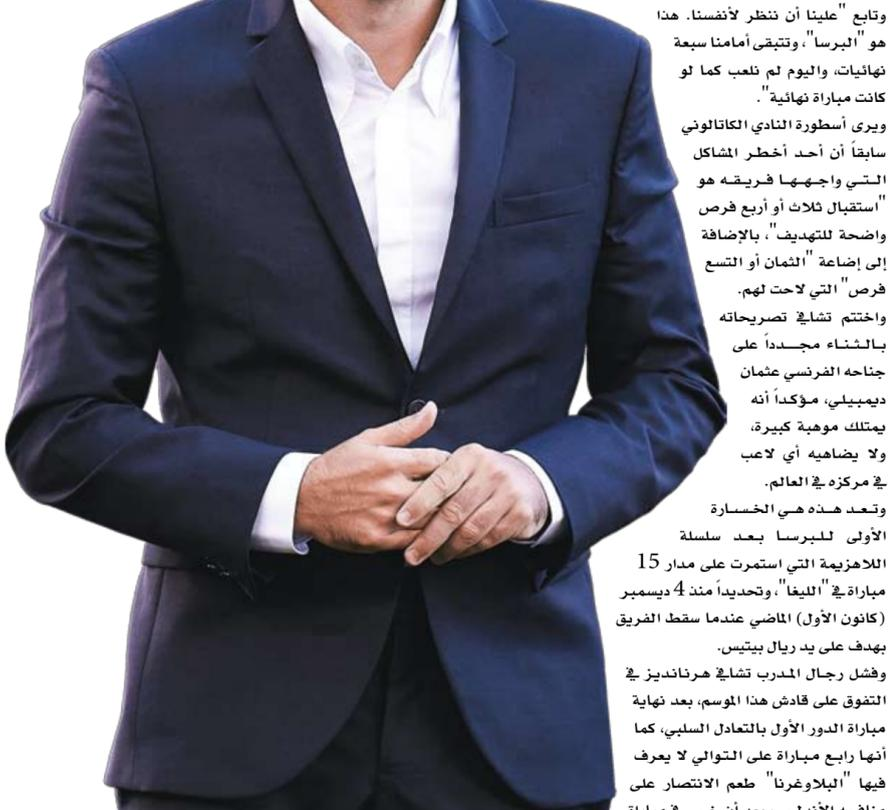 وتابع "علينا أن ننظر لأنفسنا. هذا
هو "البرسا"، وتتبقى أمامنا سبعة
نهائيات، واليوم لم نلعب كما لو
كانت مباراة نهائية".
ويرى أسطورة النادي الكاتالوني
سابقاً أن أحد أخطر المشاكل
التي واجهها فريقه هو
"استقبال ثلاث أو أربع فرص
واضحة للتهديف"، بالإضافة
إلى إضاعة "الثمان أو التسع
فرص" التي لاحت لهم.
واختتم تشافي تصريحاته
بالثناء مجدداً على
جناحه الفرنسي عثمان
ديمبيلي، مؤكداً أنه
يمتلك موهبة كبيرة،
ولا يضاهيه أي لاعب
في مركزه في العالم.
وتعد هذه هي الخسارة
الأولى للبرسا بعد سلسلة
اللاهزيمة التي استمرت على مدار 15
مباراة في "الليغا"، وتحديداً منذ 4 ديسمبر
(كانون الأول) الماضي عندما سقط الفريق
بهدف على يد ريال بيتيس.
وفشل رجال المدرب تشافي هرنانديز في
التفوق على قادش هذا الموسم، بعد نهاية
مباراة الدور الأول بالتعادل السلبي، كما
أنها رابع مباراة على التوالي لا يعرف
فيها "البلاوغرنا" طعم الانتصار على